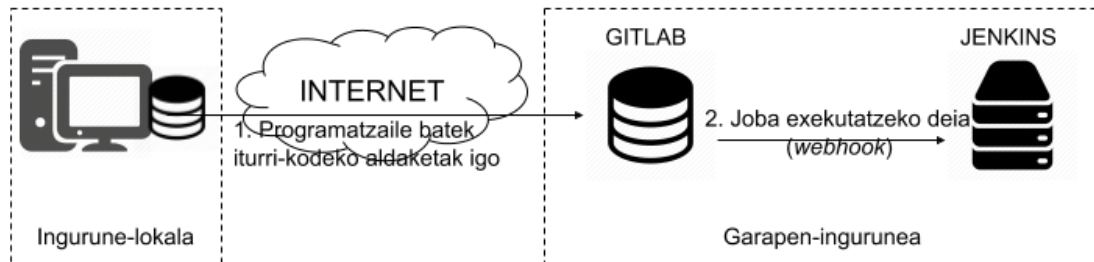 GITLAB
JENKINS
INTERNET
1. Programatzaile batek
iturri-kodeko aldaketak igo
2. Joba exekutatzeko deia
(webhook)
Ingurune-lokala
Garapen-ingurunea